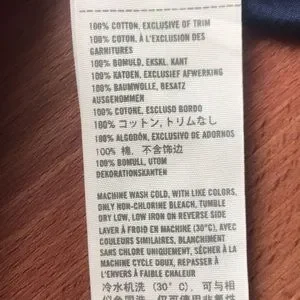 100% COTTON, EXCLUSIVE OF TRIM
100% COTON, À L'EXCLUSION DES
GARNITURES
100% BOMULD, EKSKL. KANT
100% KATOEN, EXCLUSIEF AFWERKING
100% BAUMWOLLE, BESATZ
AUSGENOMMEN
100% COTONE, ESCLUSO BORDO
100% コットン, トリムなし
100% ALGODÓN, EXCLUSIVO DE ADORNOS
100% 棉, 不含饰边
100% BOMULL, UTOM
DEKORATIONSKANTEN
MACHINE WASH COLD, WITH LIKE COLORS,
ONLY NON-CHLORINE BLEACH, TUMBLE
DRY LOW, LOW IRON ON REVERSE SIDE
LAVER À FROID EN MACHINE (30°C), AVEC
COULEURS SIMILAIRES, BLANCHIMENT
SANS CHLORE UNIQUEMENT, SÉCHER À LA
MACHINE CYCLE DOUX, REPASSER À
L'ENVERS À FAIBLE CHALEUR
冷水机洗 (30°C), 可与相